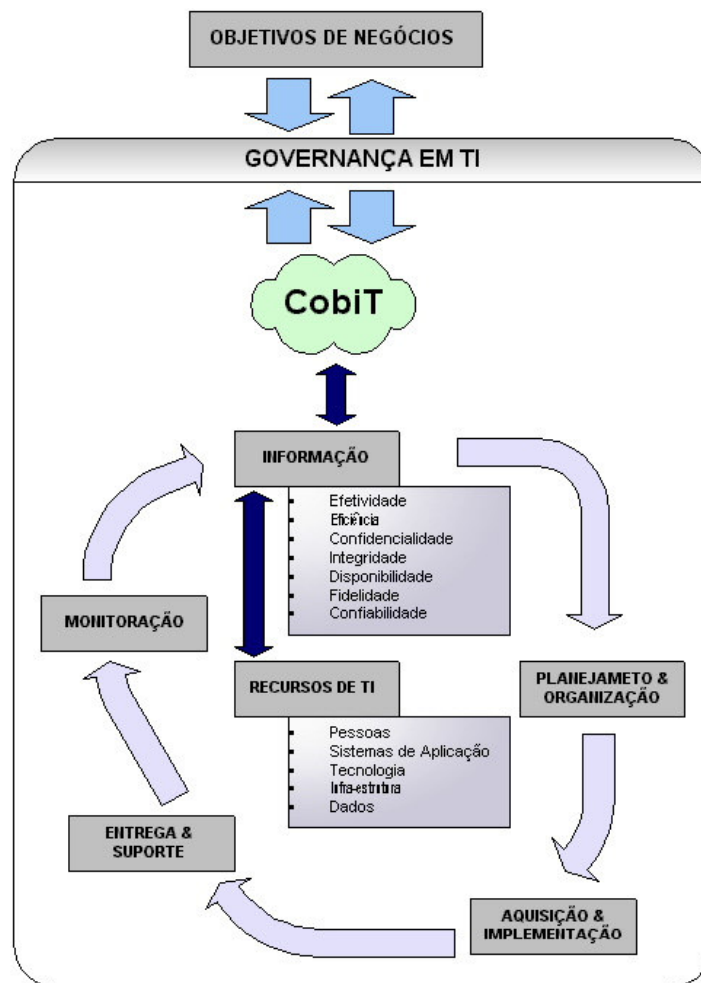 OBJETIVOS DE NEGÓCIOS
GOVERNANÇA EM TI
CobiT
INFORMAÇÃO
Efetividade
Eficiência
Confidencialidade
Integridade
Disponibilidade
Fidelidade
Confiabilidade
MONITORAÇÃO
RECURSOS DE TI
Pessoas
Sistemas de Aplicação
Tecnologia
Infra-estrutura
Dados
PLANEJAMETO &
ORGANIZAÇÃO
ENTREGA &
SUPORTE
AQUISIÇÃO &
IMPLEMENTAÇÃO